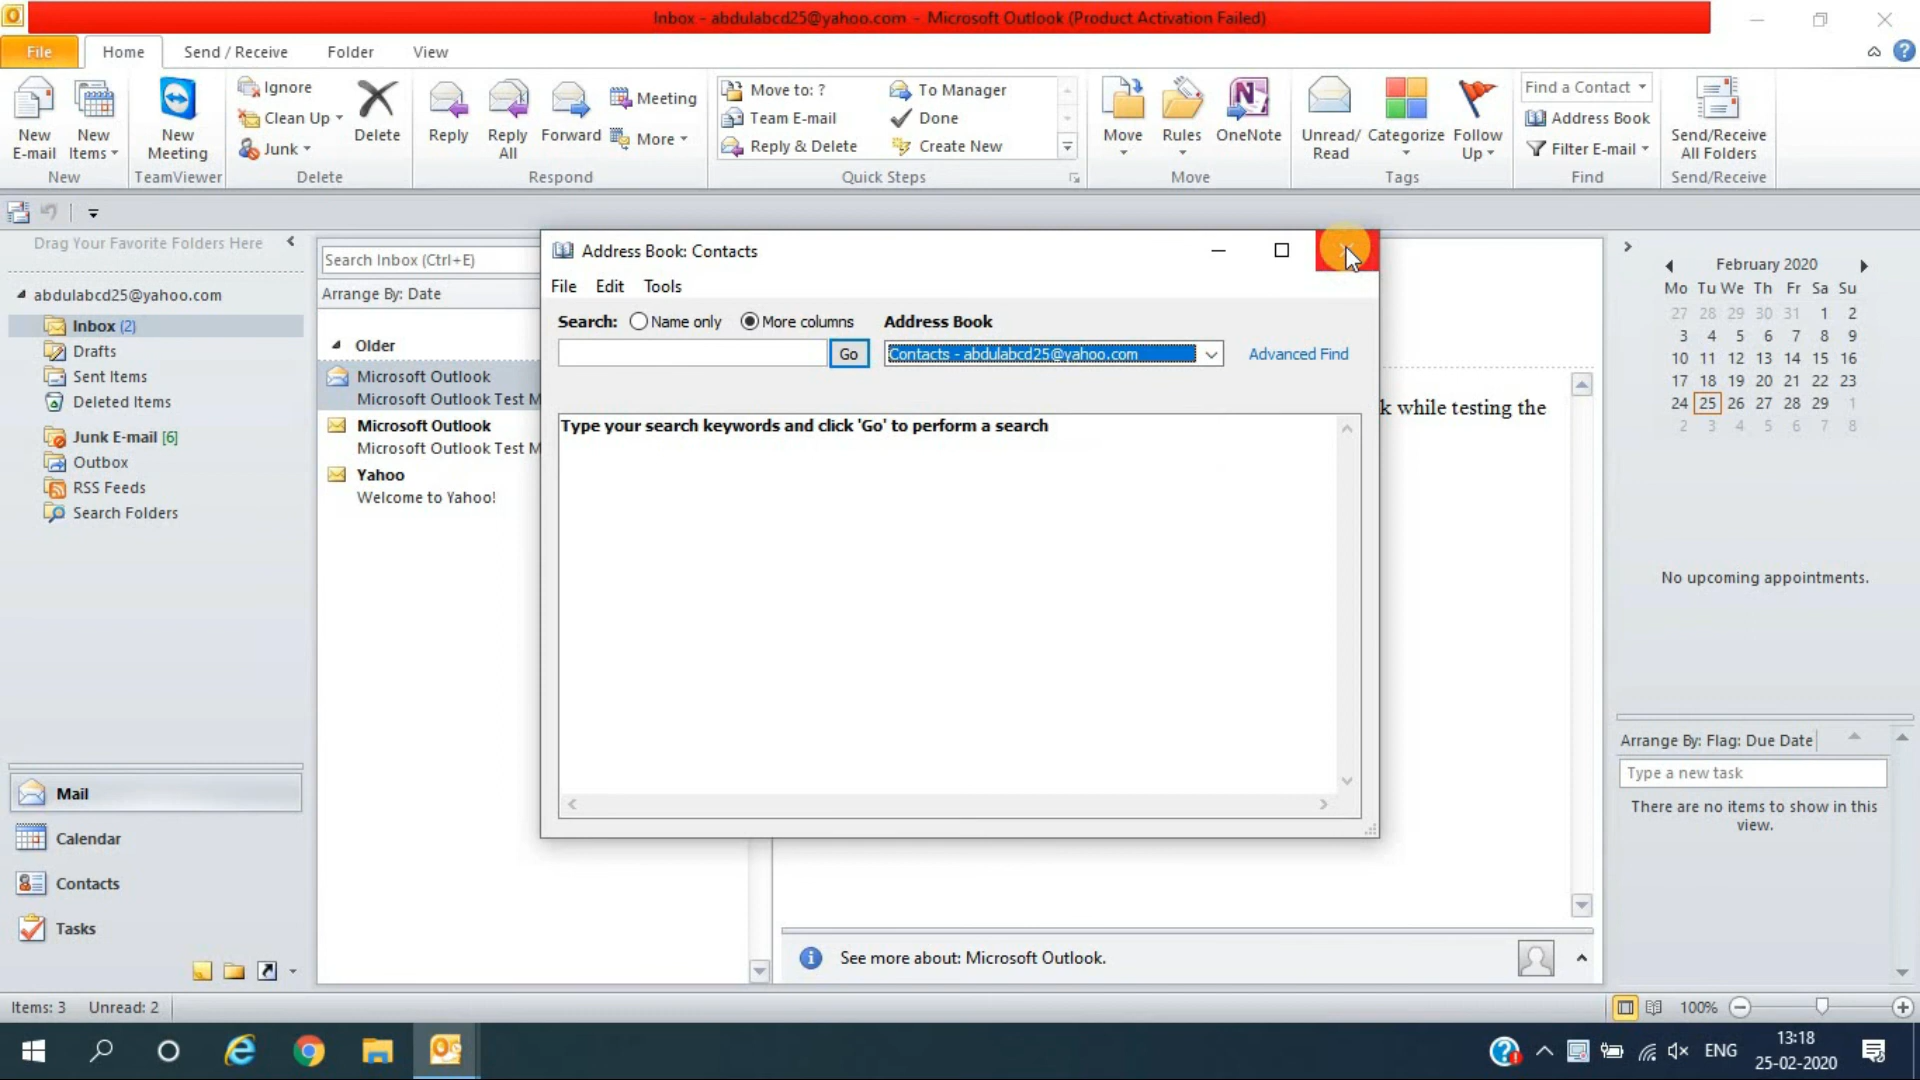 Inbox - abdulabcd25@yahoo.com - Microsoft Outlook (Product Activation Failed)
File Home Send / Receive Folder View
New E-mail
New Items
New
New Meeting
TeamViewer
Ignore
Clean Up
Junk
Delete
Delete
Reply
Reply All
Forward
Meeting
More
Respond
Move to: ?
Team E-mail
Reply & Delete
To Manager
Done
Create New
Quick Steps
Move
Rules
OneNote
Move
Unread/ Read
Categorize
Follow Up
Tags
Find a Contact
Address Book
Filter E-mail
Find
Send/Receive All Folders
Send/Receive
Drag Your Favorite Folders Here
abdulabcd25@yahoo.com
Inbox (2)
Drafts
Sent Items
Deleted Items
Junk E-mail [6]
Outbox
RSS Feeds
Search Folders
Mail
Calendar
Contacts
Tasks
Search Inbox (Ctrl+E)
Arrange By: Date
Older
Microsoft Outlook
Microsoft Outlook Test M
Microsoft Outlook
Microsoft Outlook Test M
Yahoo
Welcome to Yahoo!
Address Book: Contacts
File Edit Tools
Search: Name only More columns Address Book
Go Contacts - abdulabcd25@yahoo.com Advanced Find
Type your search keywords and click 'Go' to perform a search
k while testing the
See more about: Microsoft Outlook.
February 2020
Mo Tu We Th Fr Sa Su
27 28 29 30 31 1 2
3 4 5 6 7 8 9
10 11 12 13 14 15 16
17 18 19 20 21 22 23
24 25 26 27 28 29 1
2 3 4 5 6 7 8
No upcoming appointments.
Arrange By: Flag: Due Date
Type a new task
There are no items to show in this
view.
Items: 3 Unread: 2
100%
ENG
13:18
25-02-2020